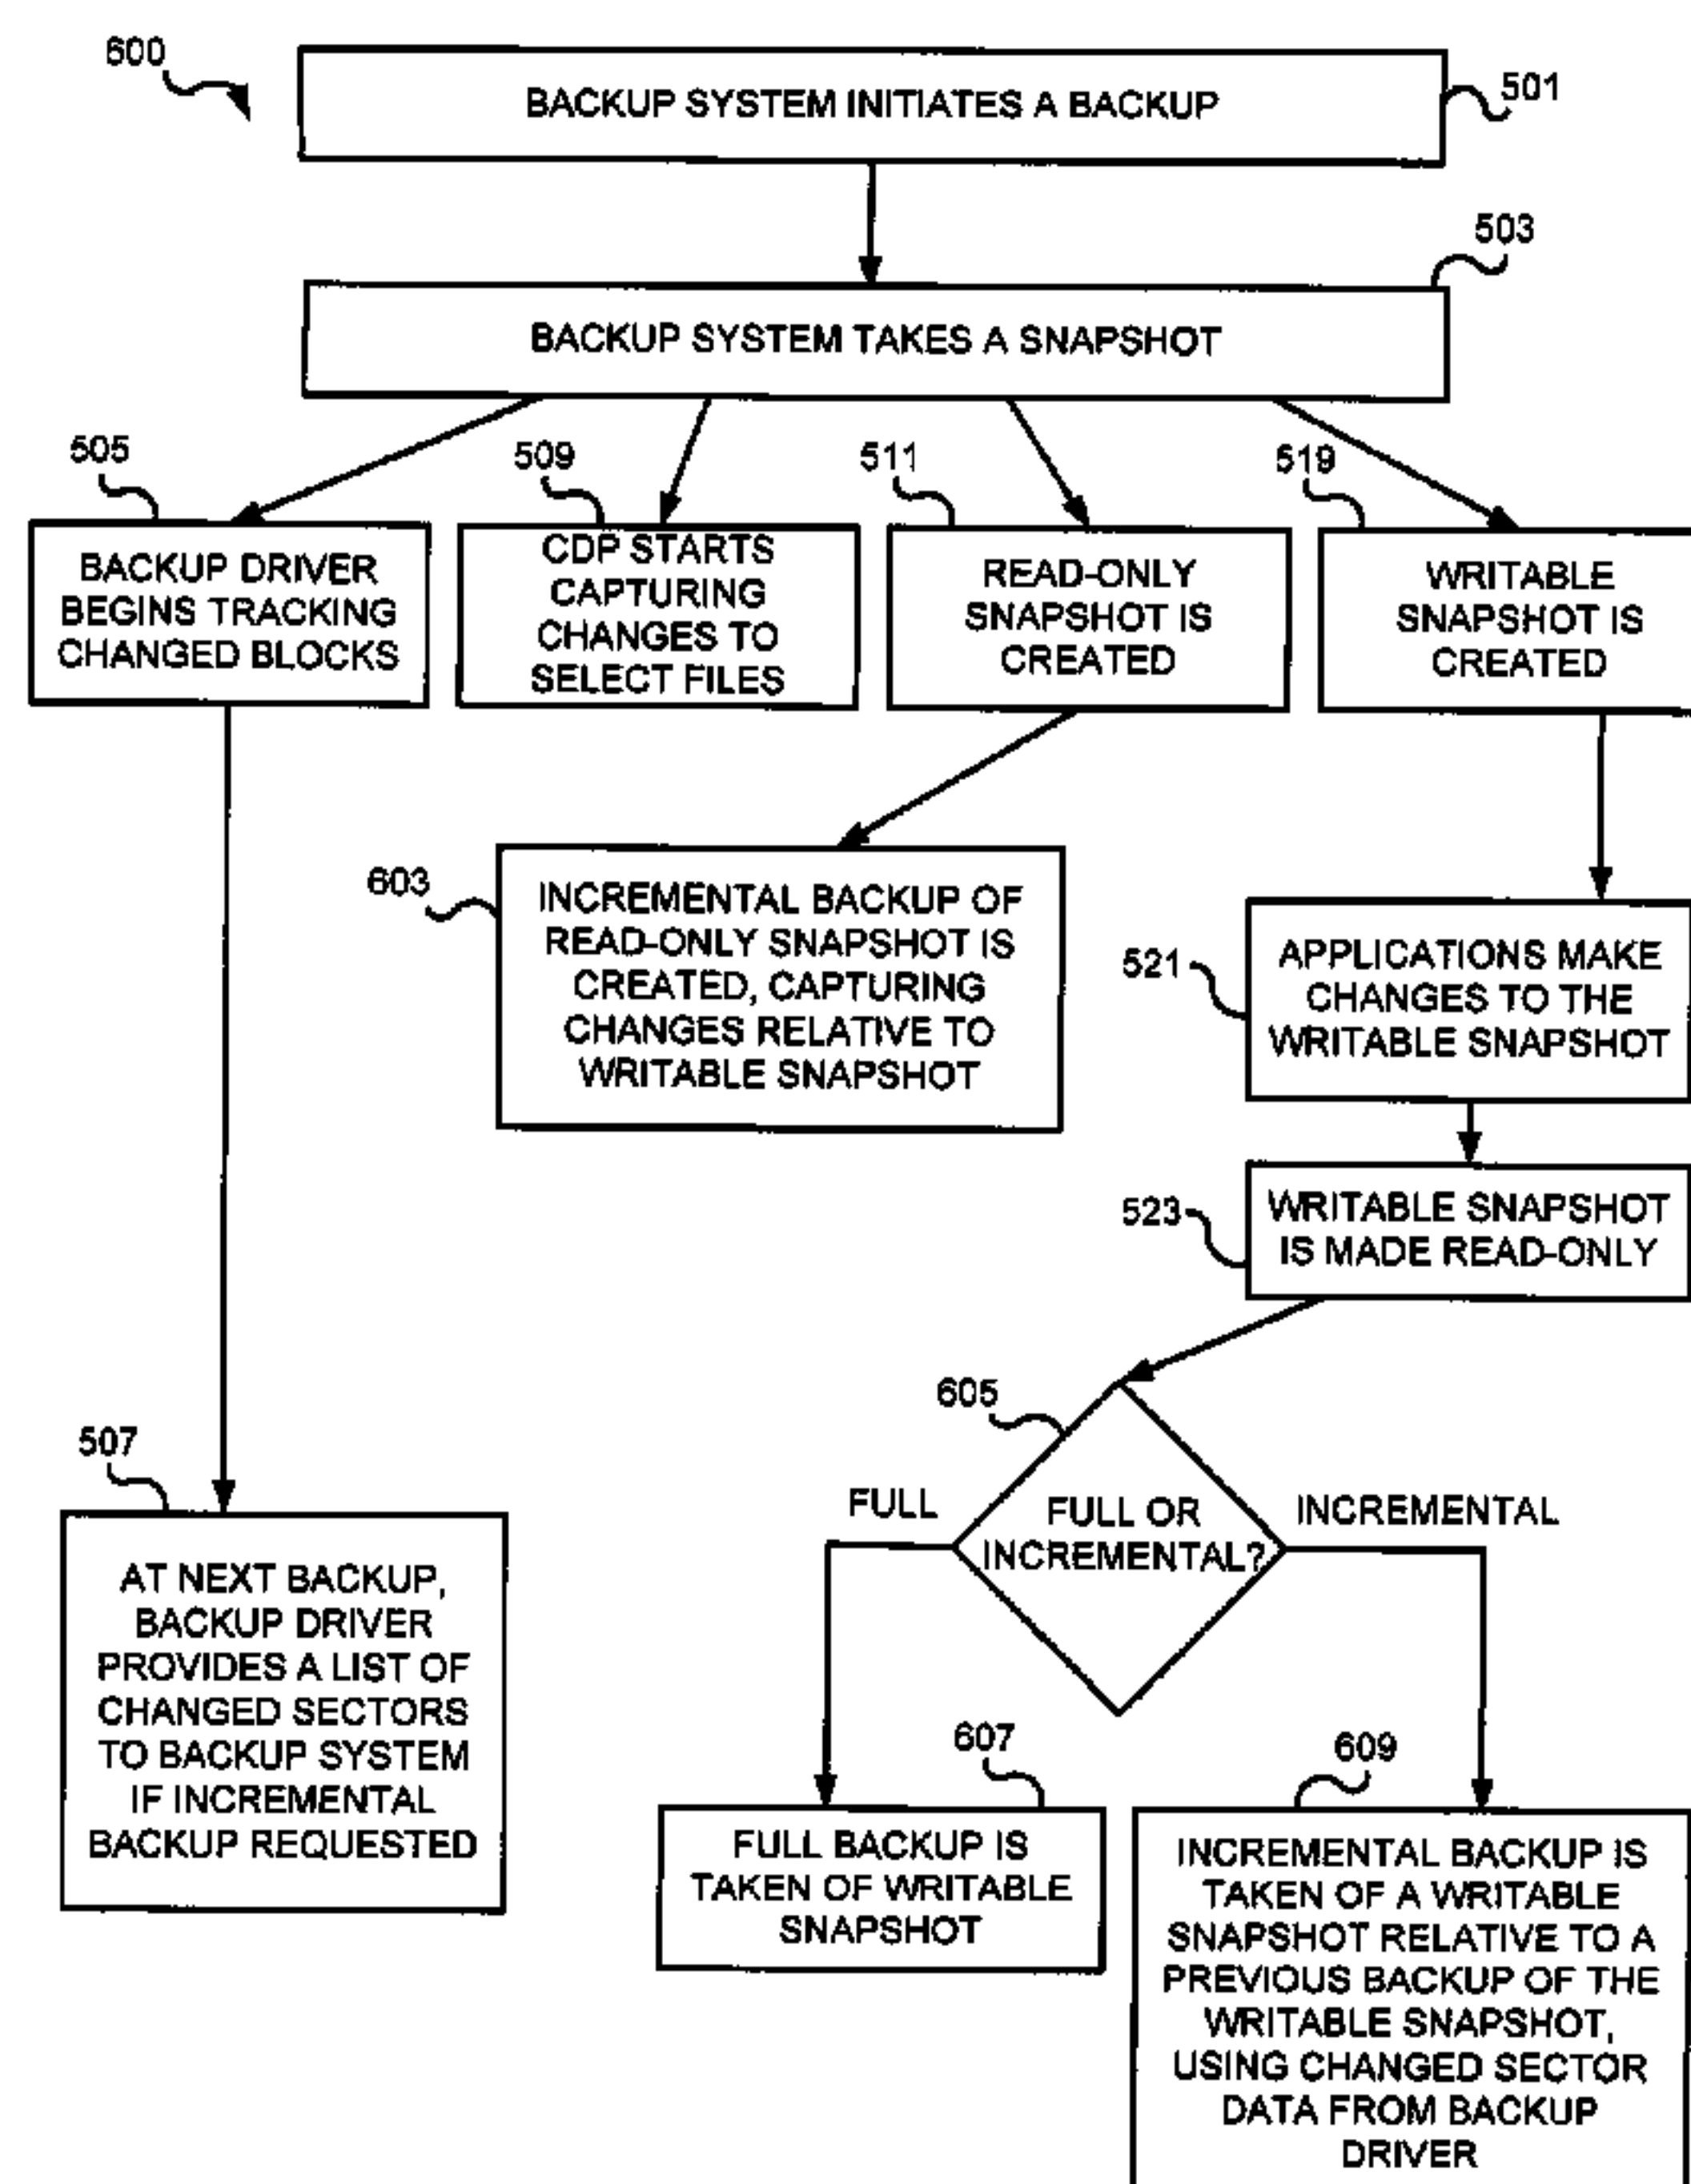 600
BACKUP SYSTEM INITIATES A BACKUP
501
503
BACKUP SYSTEM TAKES A SNAPSHOT
505
509
511
519
BACKUP DRIVER
BEGINS TRACKING
CHANGED BLOCKS
CDP STARTS
CAPTURING
CHANGES TO
SELECT FILES
READ-ONLY
SNAPSHOT IS
CREATED
WRITABLE
SNAPSHOT IS
CREATED
603
INCREMENTAL BACKUP OF
READ-ONLY SNAPSHOT IS
CREATED, CAPTURING
CHANGES RELATIVE TO
WRITABLE SNAPSHOT
521
APPLICATIONS MAKE
CHANGES TO THE
WRITABLE SNAPSHOT
523
WRITABLE SNAPSHOT
IS MADE READ-ONLY
605
FULL
FULL OR
INCREMENTAL?
INCREMENTAL
507
AT NEXT BACKUP,
BACKUP DRIVER
PROVIDES A LIST OF
CHANGED SECTORS
TO BACKUP SYSTEM
IF INCREMENTAL
BACKUP REQUESTED
607
FULL BACKUP IS
TAKEN OF WRITABLE
SNAPSHOT
609
INCREMENTAL BACKUP IS
TAKEN OF A WRITABLE
SNAPSHOT RELATIVE TO A
PREVIOUS BACKUP OF THE
WRITABLE SNAPSHOT,
USING CHANGED SECTOR
DATA FROM BACKUP
DRIVER